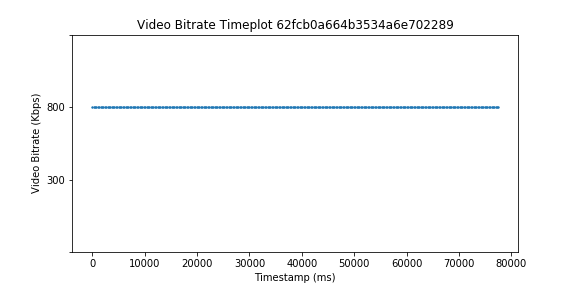 Video Bitrate Timeplot 62fcb0a664b3534a6e702289
Video Bitrate (Kbps)
800
300
0 10000 20000 30000 40000 50000 60000 70000 80000
Timestamp (ms)